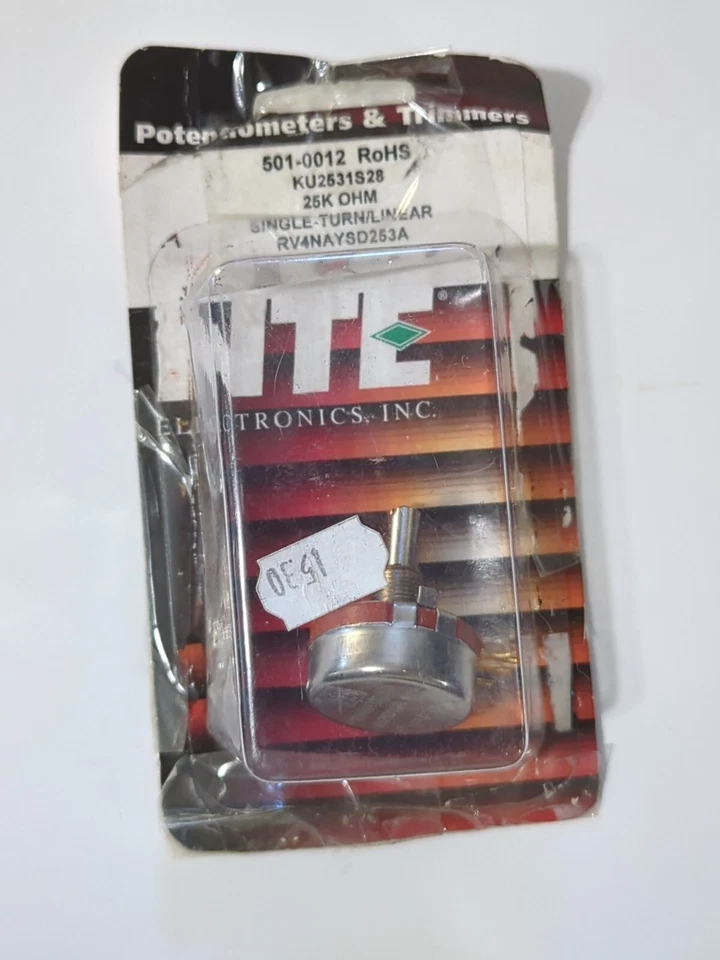 Potentiometers & Trimmers
501-0012 RoHS
KU2531S28
25K OHM
SINGLE-TURN/LINEAR
RV4NAYSD253A
NTE®
ELECTRONICS, INC.
1530